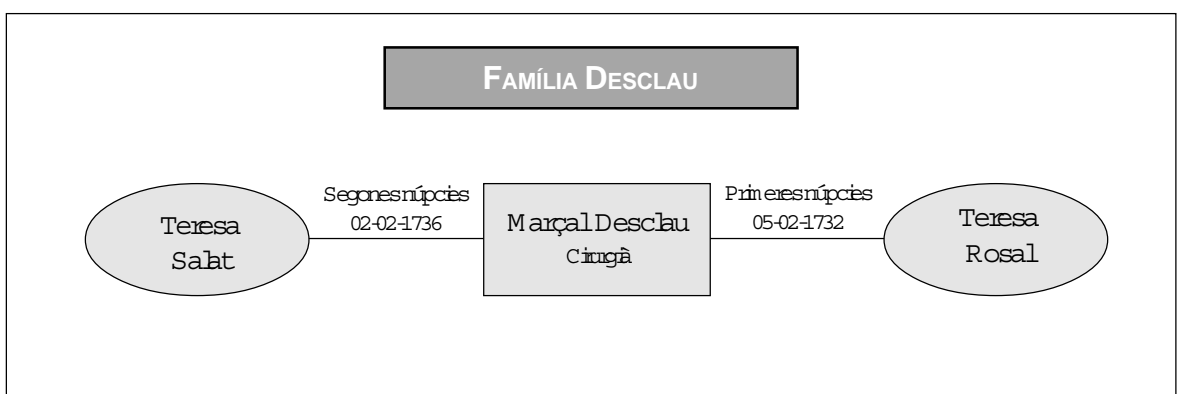 FAMÍLIA DESCLAU
Segones núpcies
02-02-1736
Primeres núpcies
05-02-1732
Teresa
Salat
Marçal Desclau
Cirurgià
Teresa
Rosal